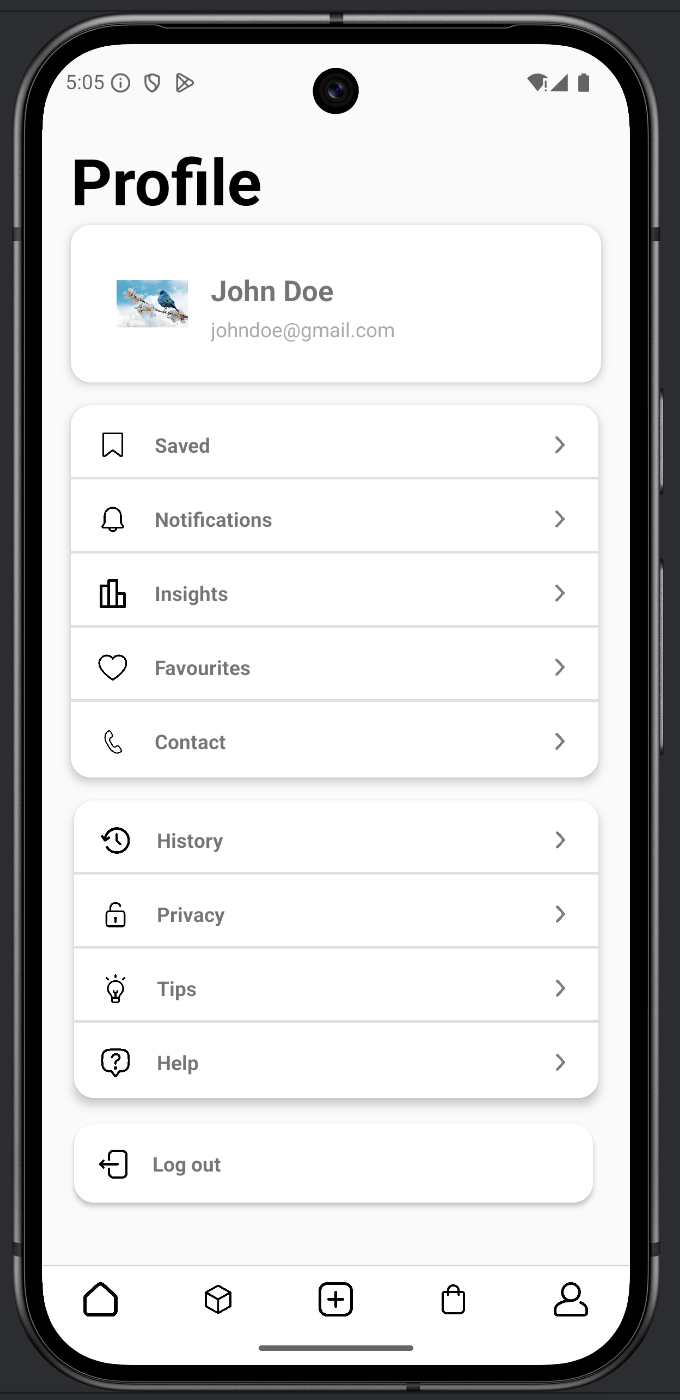 5:05
Profile
John Doe
johndoe@gmail.com
Saved
Notifications
Insights
Favourites
Contact
History
Privacy
Tips
Help
Log out